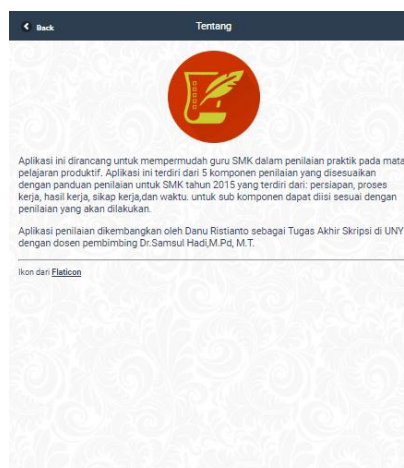 Back
Tentang
Aplikasi ini dirancang untuk mempermudah guru SMK dalam penilaian praktik pada mata
pelajaran produktif. Aplikasi ini terdiri dari 5 komponen penilaian yang disesuaikan
dengan panduan penilaian untuk SMK tahun 2015 yang terdiri dari: persiapan, proses
kerja, hasil kerja, sikap kerja,dan waktu. untuk sub komponen dapat diisi sesuai dengan
penilaian yang akan dilakukan.
Aplikasi penilaian dikembangkan oleh Danu Ristianto sebagai Tugas Akhir Skripsi di UNY
dengan dosen pembimbing Dr.Samsul Hadi,M.Pd, M.T.
Ikon dari Flaticon